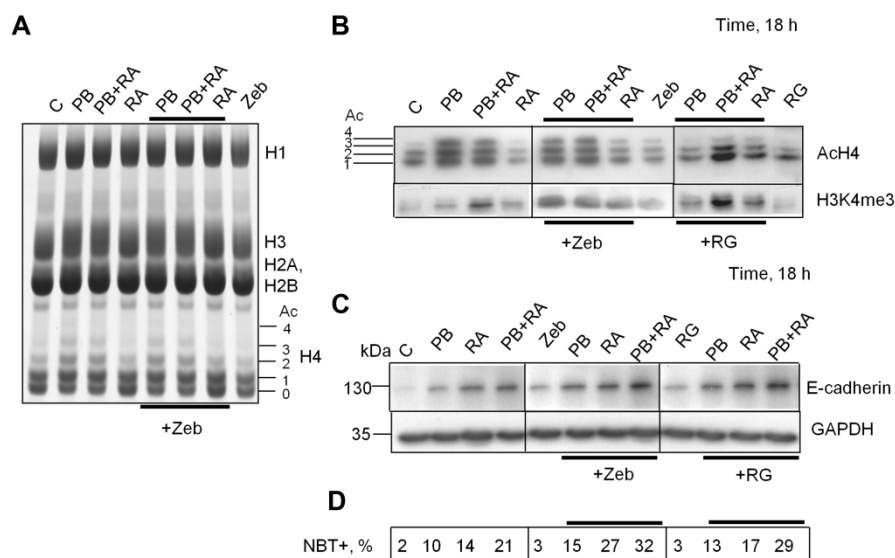 A
C PB PB+RA RA PB PB+RA RA Zeb
H1
H3
H2A,
H2B
Ac
4
3
2
1
0
H4
+Zeb
B
Time, 18 h
C PB PB+RA RA PB PB+RA RA Zeb PB PB+RA RA RG
Ac
4
3
2
1
AcH4
H3K4me3
+Zeb +RG
Time, 18 h
C
kDa C PB RA PB+RA Zeb PB RA PB+RA RG PB RA PB+RA
130 E-cadherin
35 GAPDH
+Zeb +RG
D
NBT+, % 2 10 14 21 3 15 27 32 3 13 17 29